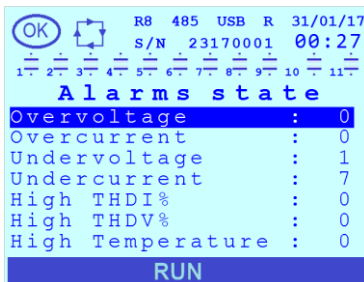 OK R8 485 USB R 31/01/17
S/N 23170001 00:27
1 2 3 4 5 6 7 8 9 10 11
Alarms state
Overvoltage : 0
Overcurrent : 0
Undervoltage : 1
Undercurrent : 7
High THDI% : 0
High THDV% : 0
High Temperature : 0
RUN